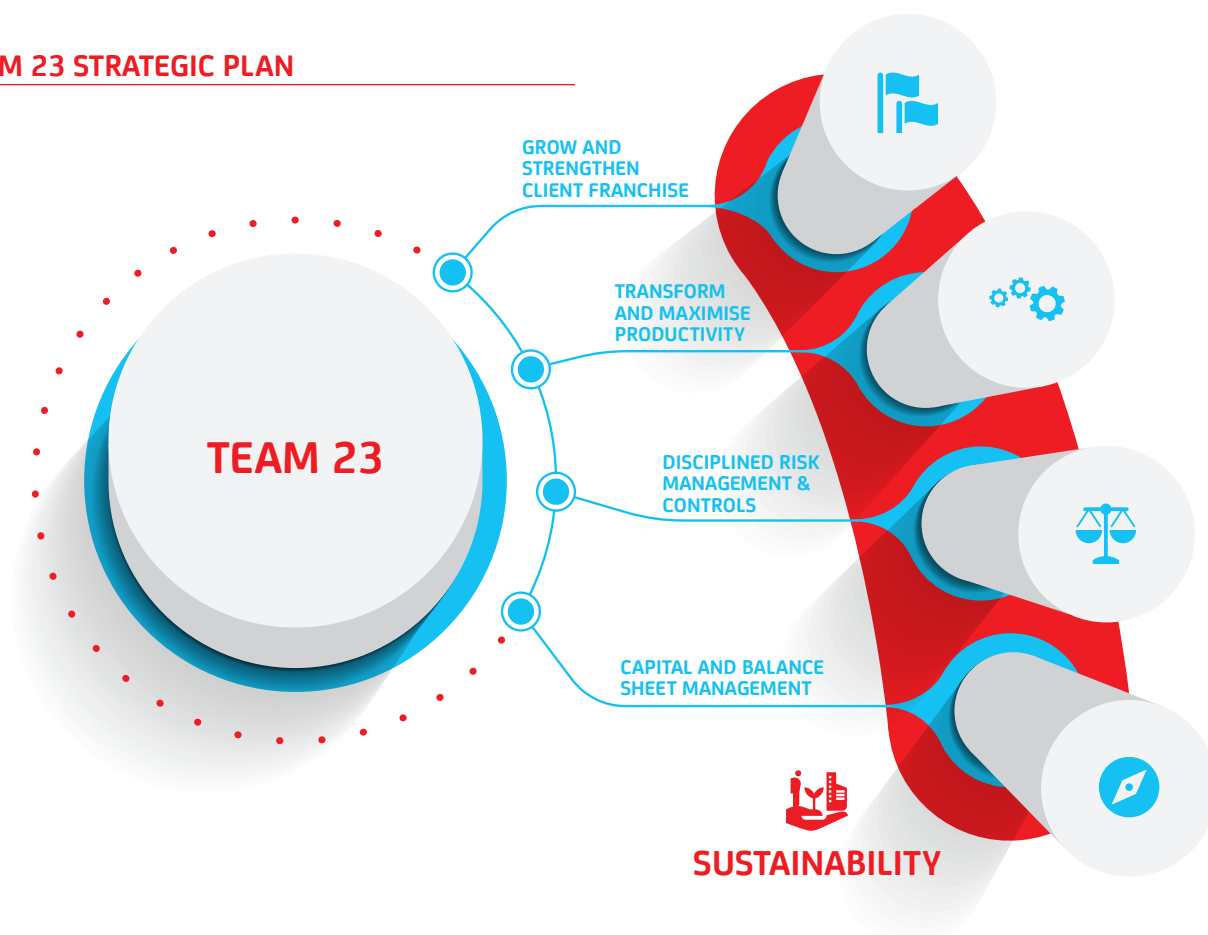 M 23 STRATEGIC PLAN
GROW AND
STRENGTHEN
CLIENT FRANCHISE
TRANSFORM
AND MAXIMISE
PRODUCTIVITY
TEAM 23
DISCIPLINED RISK
MANAGEMENT &
CONTROLS
CAPITAL AND BALANCE
SHEET MANAGEMENT
SUSTAINABILITY